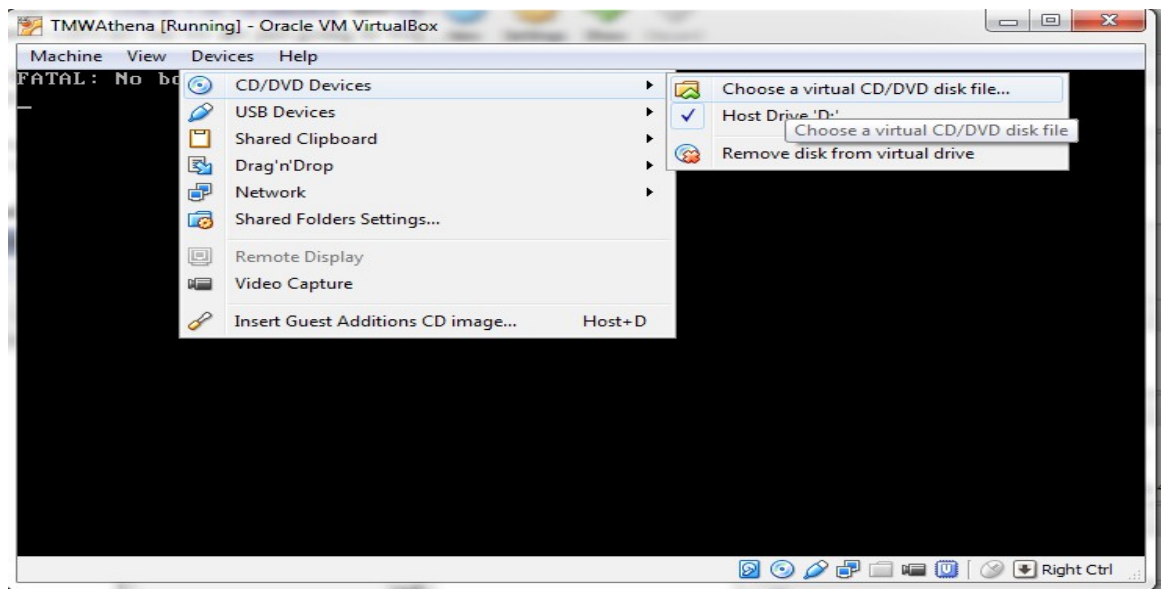 TMWAthena [Running] - Oracle VM VirtualBox
Machine View Devices Help
FATAL: No
CD/DVD Devices
USB Devices
Shared Clipboard
Drag'n'Drop
Network
Shared Folders Settings...
Remote Display
Video Capture
Insert Guest Additions CD image... Host+D
Choose a virtual CD/DVD disk file...
Host Drive 'D:'
Choose a virtual CD/DVD disk file
Remove disk from virtual drive
Right Ctrl